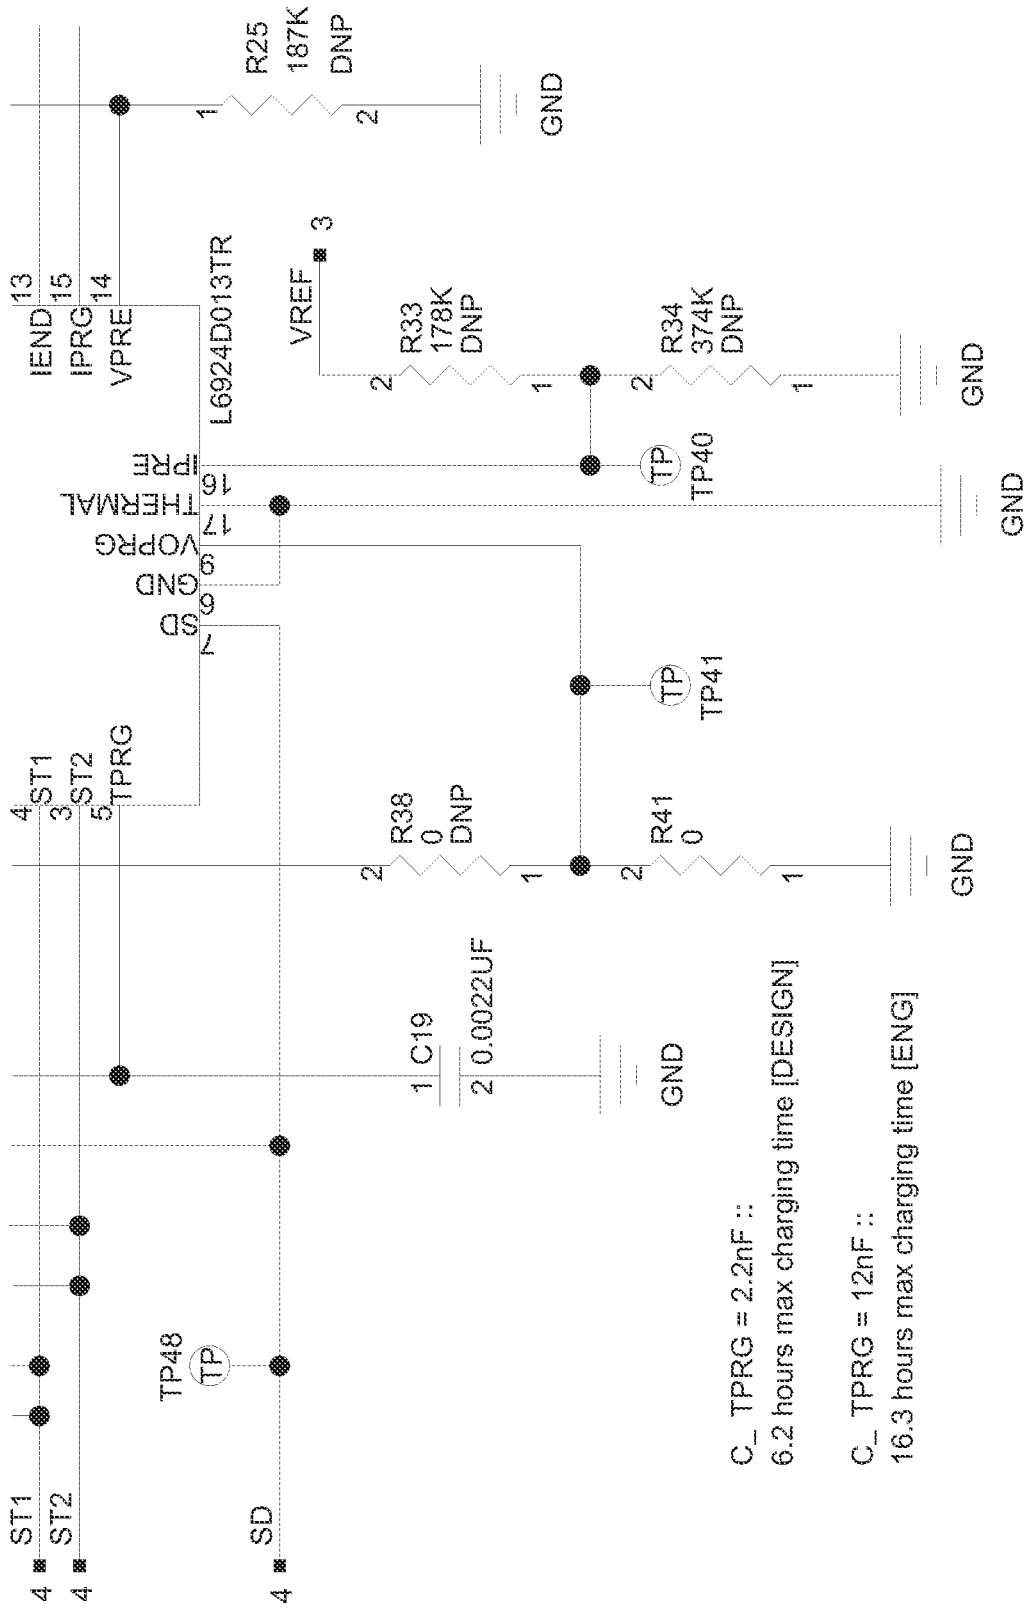 ST1
4
ST2
4
SD
4
TP48
TP
4
ST1
3
ST2
5
TPRG
13
IEND
15
IPRG
14
VPRE
L6924D013TR
SD
7
GND
6
VOPRG
9
THERMAL
17
IPRE
16
1
R25
187K
DNP
2
GND
VREF
3
2
R33
178K
DNP
1
2
R34
374K
DNP
1
GND
TP
TP40
GND
TP
TP41
2
R38
0
DNP
1
2
R41
0
1
GND
1 C19
2 0.0022UF
GND
C_ TPRG = 2.2nF ::
6.2 hours max charging time [DESIGN]
C_ TPRG = 12nF ::
16.3 hours max charging time [ENG]